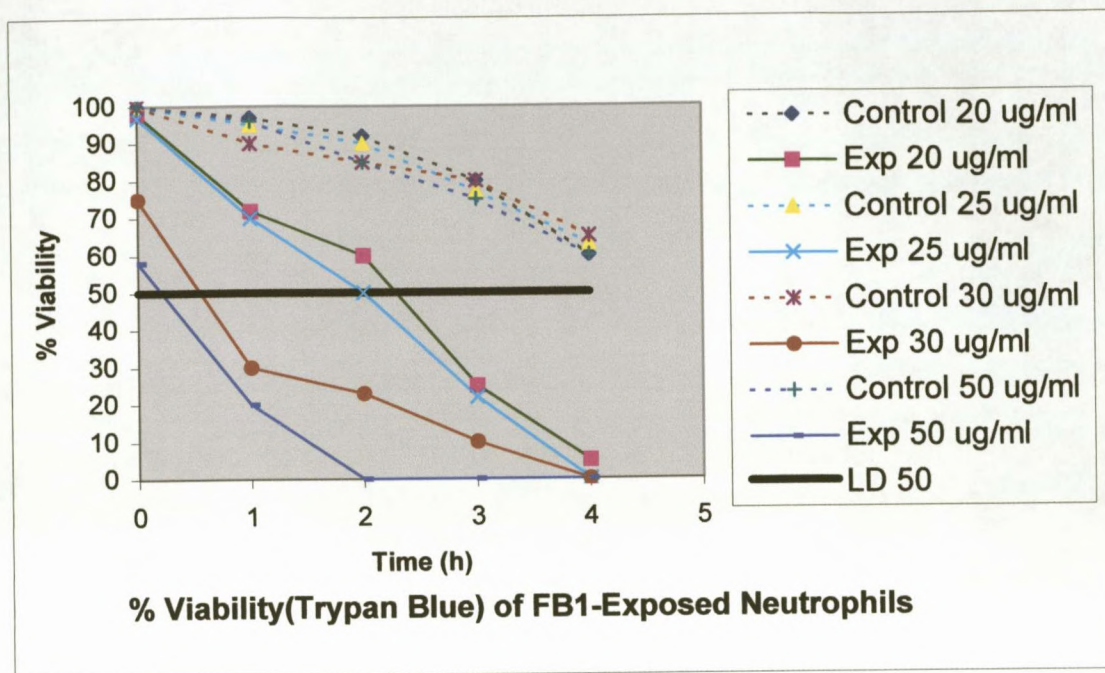 100
90
80
70
60
50
40
30
20
10
0
% Viability
0 1 2 3 4 5
Time (h)
Control 20 ug/ml
Exp 20 ug/ml
Control 25 ug/ml
Exp 25 ug/ml
Control 30 ug/ml
Exp 30 ug/ml
Control 50 ug/ml
Exp 50 ug/ml
LD 50
% Viability(Trypan Blue) of FB1-Exposed Neutrophils